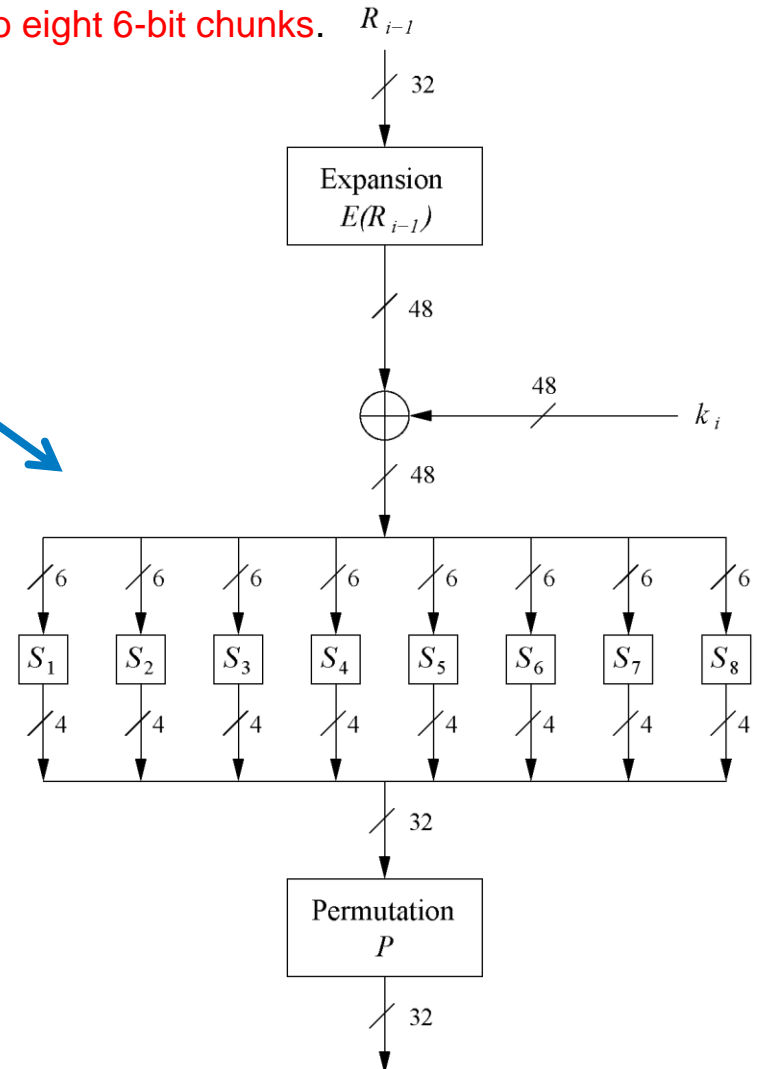 o eight 6-bit chunks.
R i–1
32
Expansion
E(R i–1)
48
48
k i
48
6 6 6 6 6 6 6 6
S1 S2 S3 S4 S5 S6 S7 S8
4 4 4 4 4 4 4 4
32
Permutation
P
32